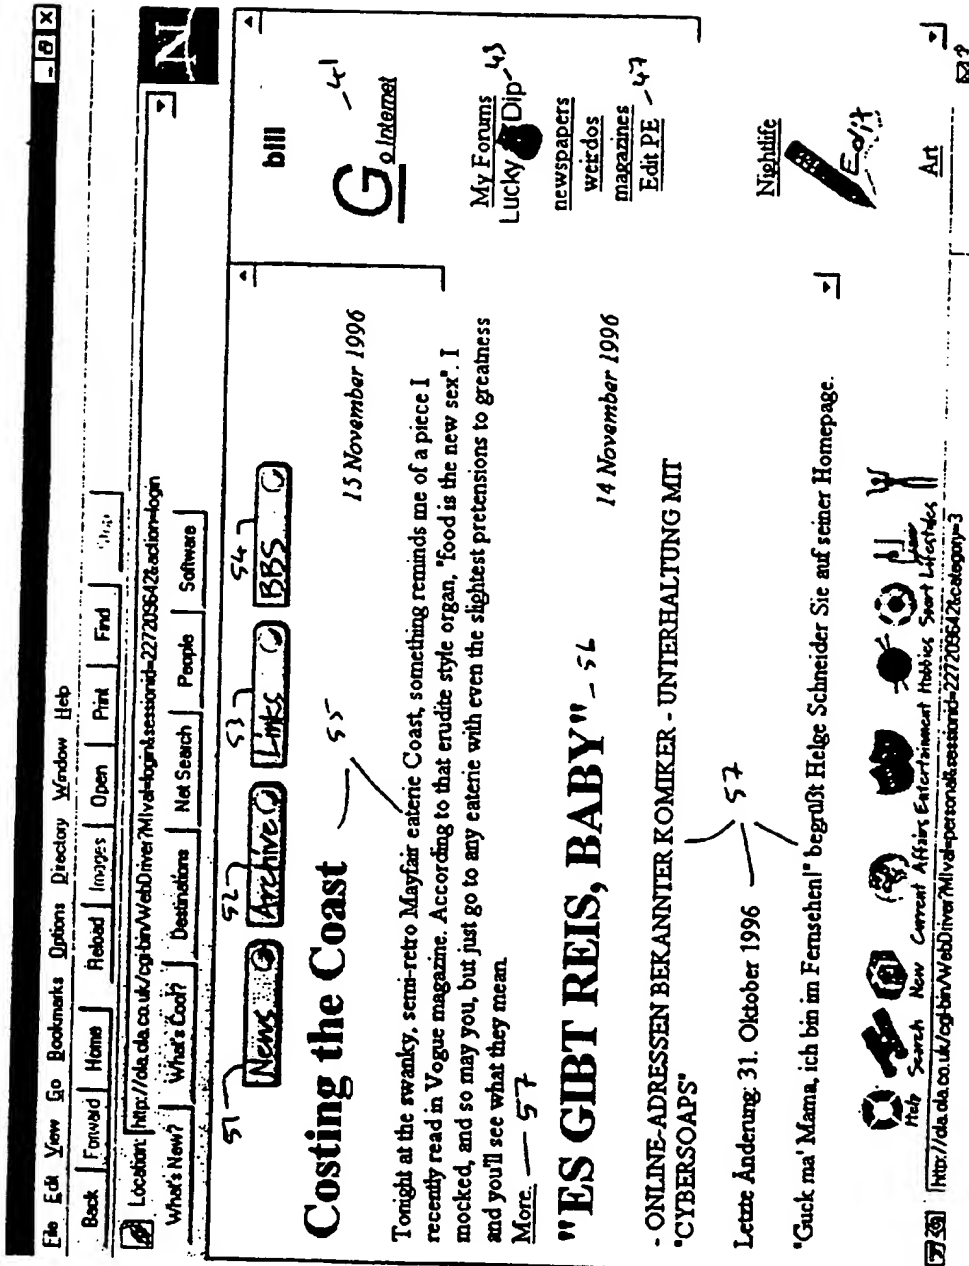 File Edit View Go Bookmarks Options Directory Window Help
Back Forward Home Reload Images Open Print Find Stop
Location: http://ola.ola.co.uk/cgi-bin/WebDriver?MIval=login&sessionid=227209642&action=login
What's New? What's Cool? Destinations Net Search People Software
N
51 52 53 54
News Archive Links BBS
Costing the Coast
55
15 November 1996
Tonight at the swanky, semi-retro Mayfair eaterie Coast, something reminds me of a piece I
recently read in Vogue magazine. According to that erudite style organ, "food is the new sex". I
mocked, and so may you, but just go to any eaterie with even the slightest pretensions to greatness
and you'll see what they mean.
More. 57
"ES GIBT REIS, BABY" - 56
14 November 1996
- ONLINE-ADRESSEN BEKANNTER KOMIKER - UNTERHALTUNG MIT
"CYBERSOAPS"
Letzte Änderung: 31. Oktober 1996 57
"Guck ma' Mama, ich bin im Fernsehen!" begrüßt Helge Schneider Sie auf seiner Homepage.
bill
Go Internet - 41
My Forums
Lucky Dip - 43
newspapers
weirdos
magazines
Edit PE - 47
Nightlife
Edit
Art
Help Search New Current Affairs Entertainment Hobbies Sport Lifestyles
http://ola.ola.co.uk/cgi-bin/WebDriver?MIval=personal&sessionid=227209642&category=3